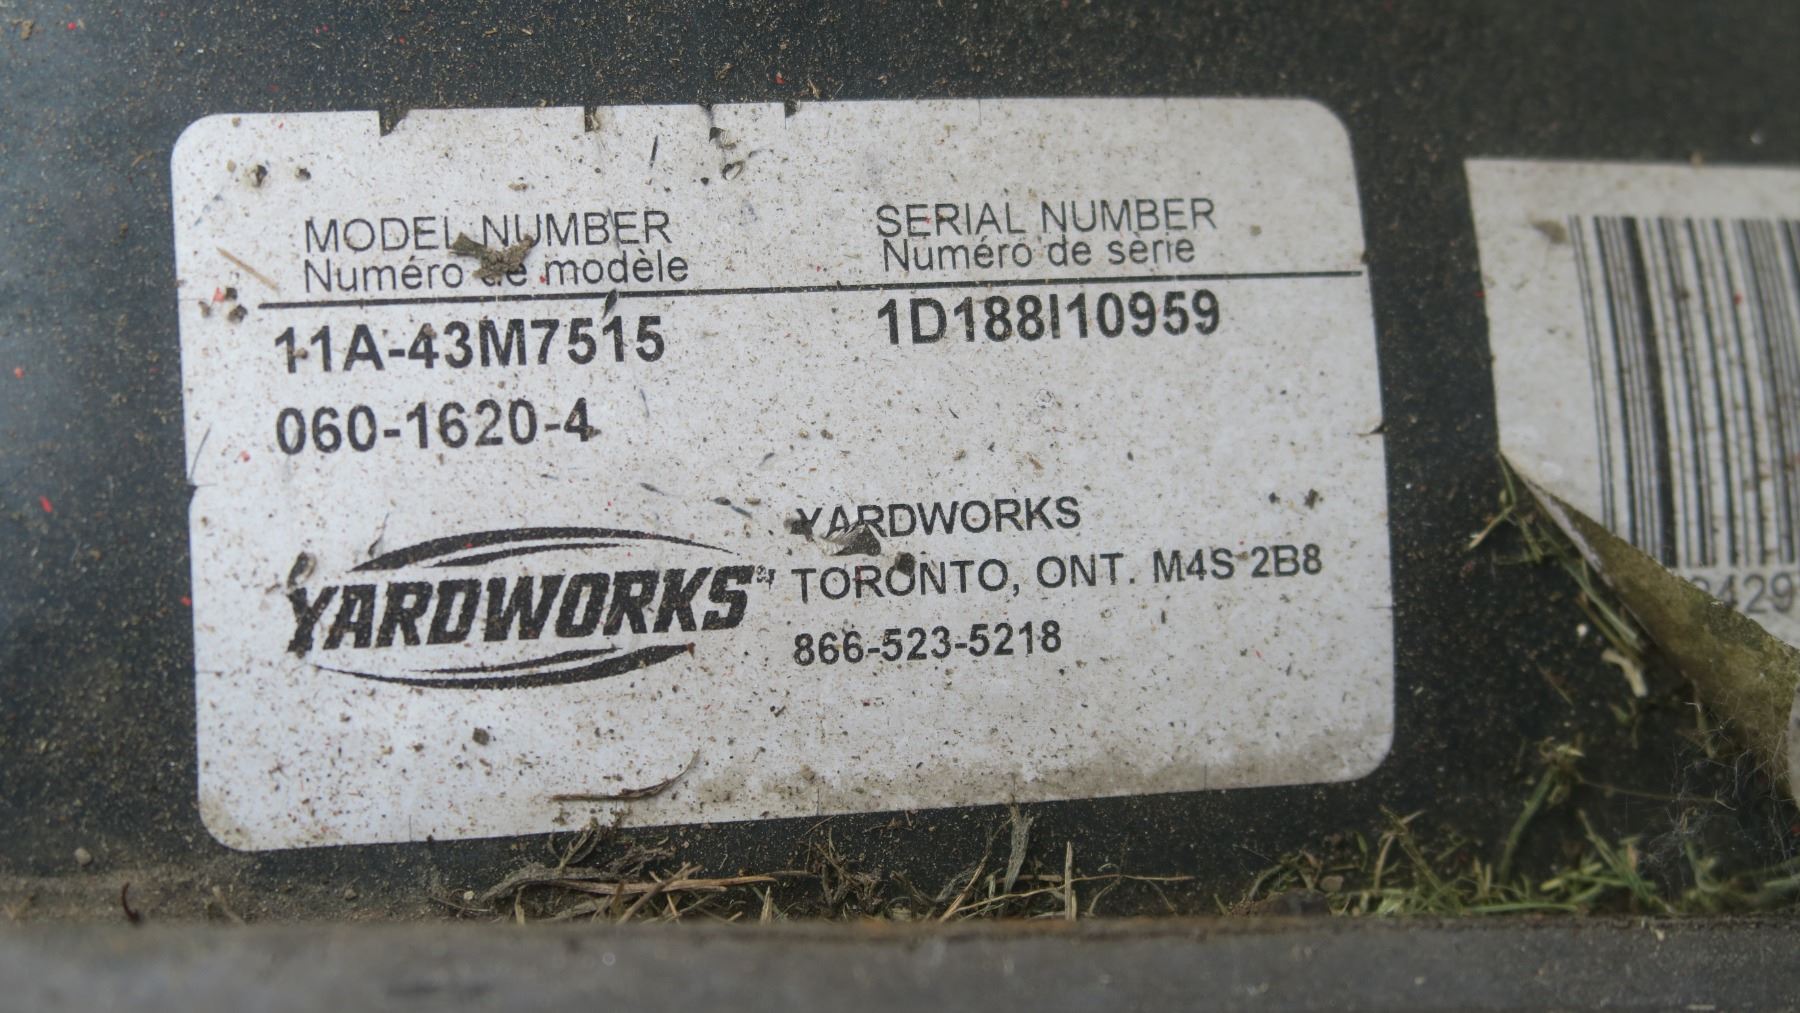 MODEL NUMBER
Numéro de modèle
SERIAL NUMBER
Numéro de série
11A-43M7515
1D188I10959
060-1620-4
YARDWORKS
YARDWORKS
TORONTO, ONT. M4S 2B8
866-523-5218
429